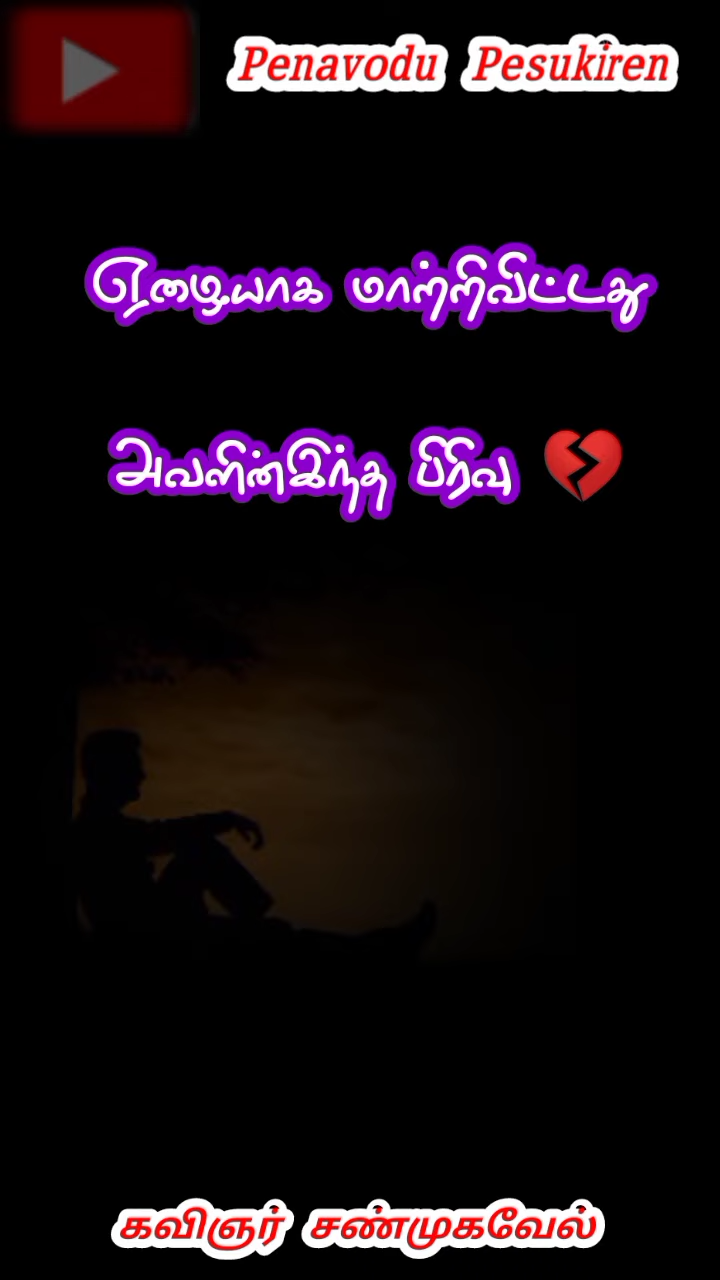 Penavodu Pesukiren
ஏழையாக மாற்றிவிட்டது
அவளின்இந்த பிரிவு 💔
கவிஞர் சண்முகவேல்